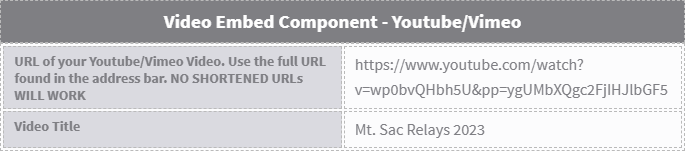 Video Embed Component - Youtube/Vimeo
URL of your Youtube/Vimeo Video. Use the full URL
found in the address bar. NO SHORTENED URLs
WILL WORK
https://www.youtube.com/watch?
v=wp0bvQHbh5U&pp=ygUMbXQgc2FjIHJlbGF5
Video Title
Mt. Sac Relays 2023